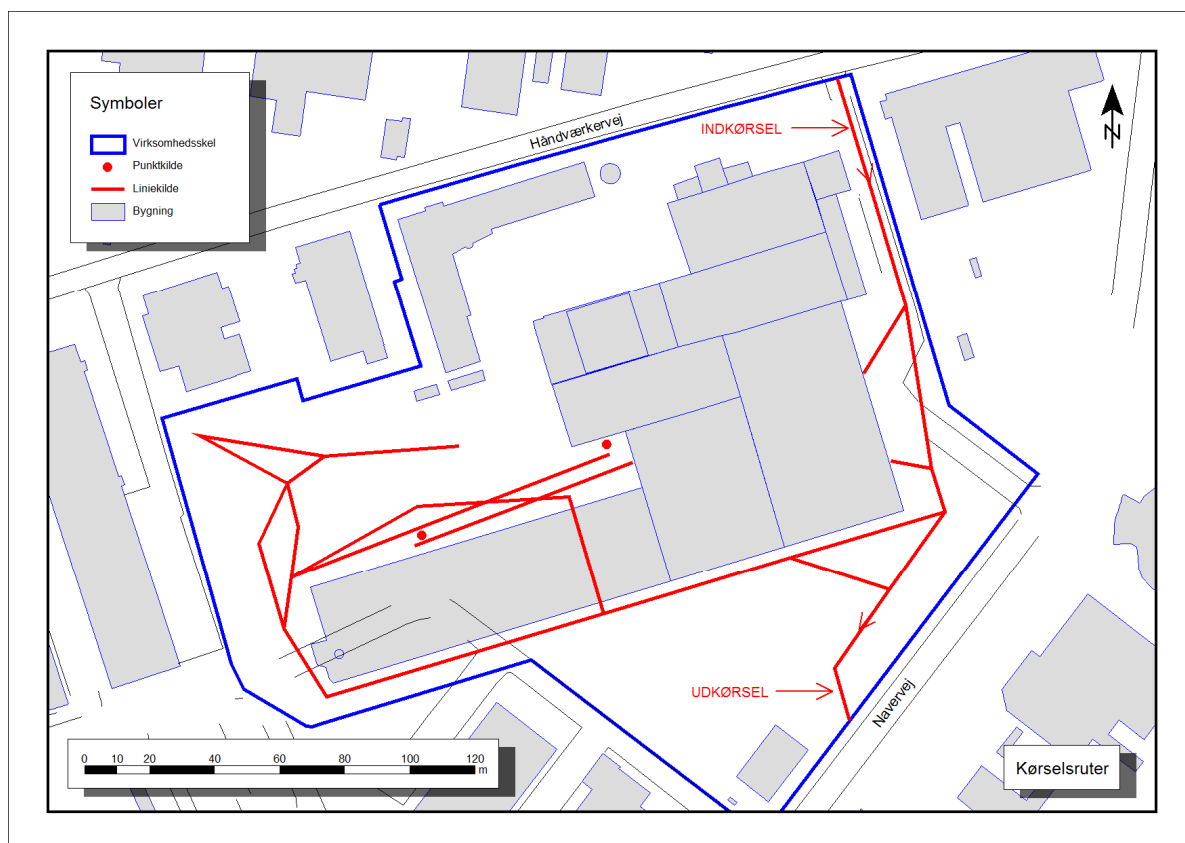 Symboler
Virksomhedsskel
Punktkilde
Liniekilde
Bygning
Håndværkervej
INDKØRSEL
N
UDKØRSEL
Navervej
0 10 20 40 60 80 100 120
m
Kørselsruter